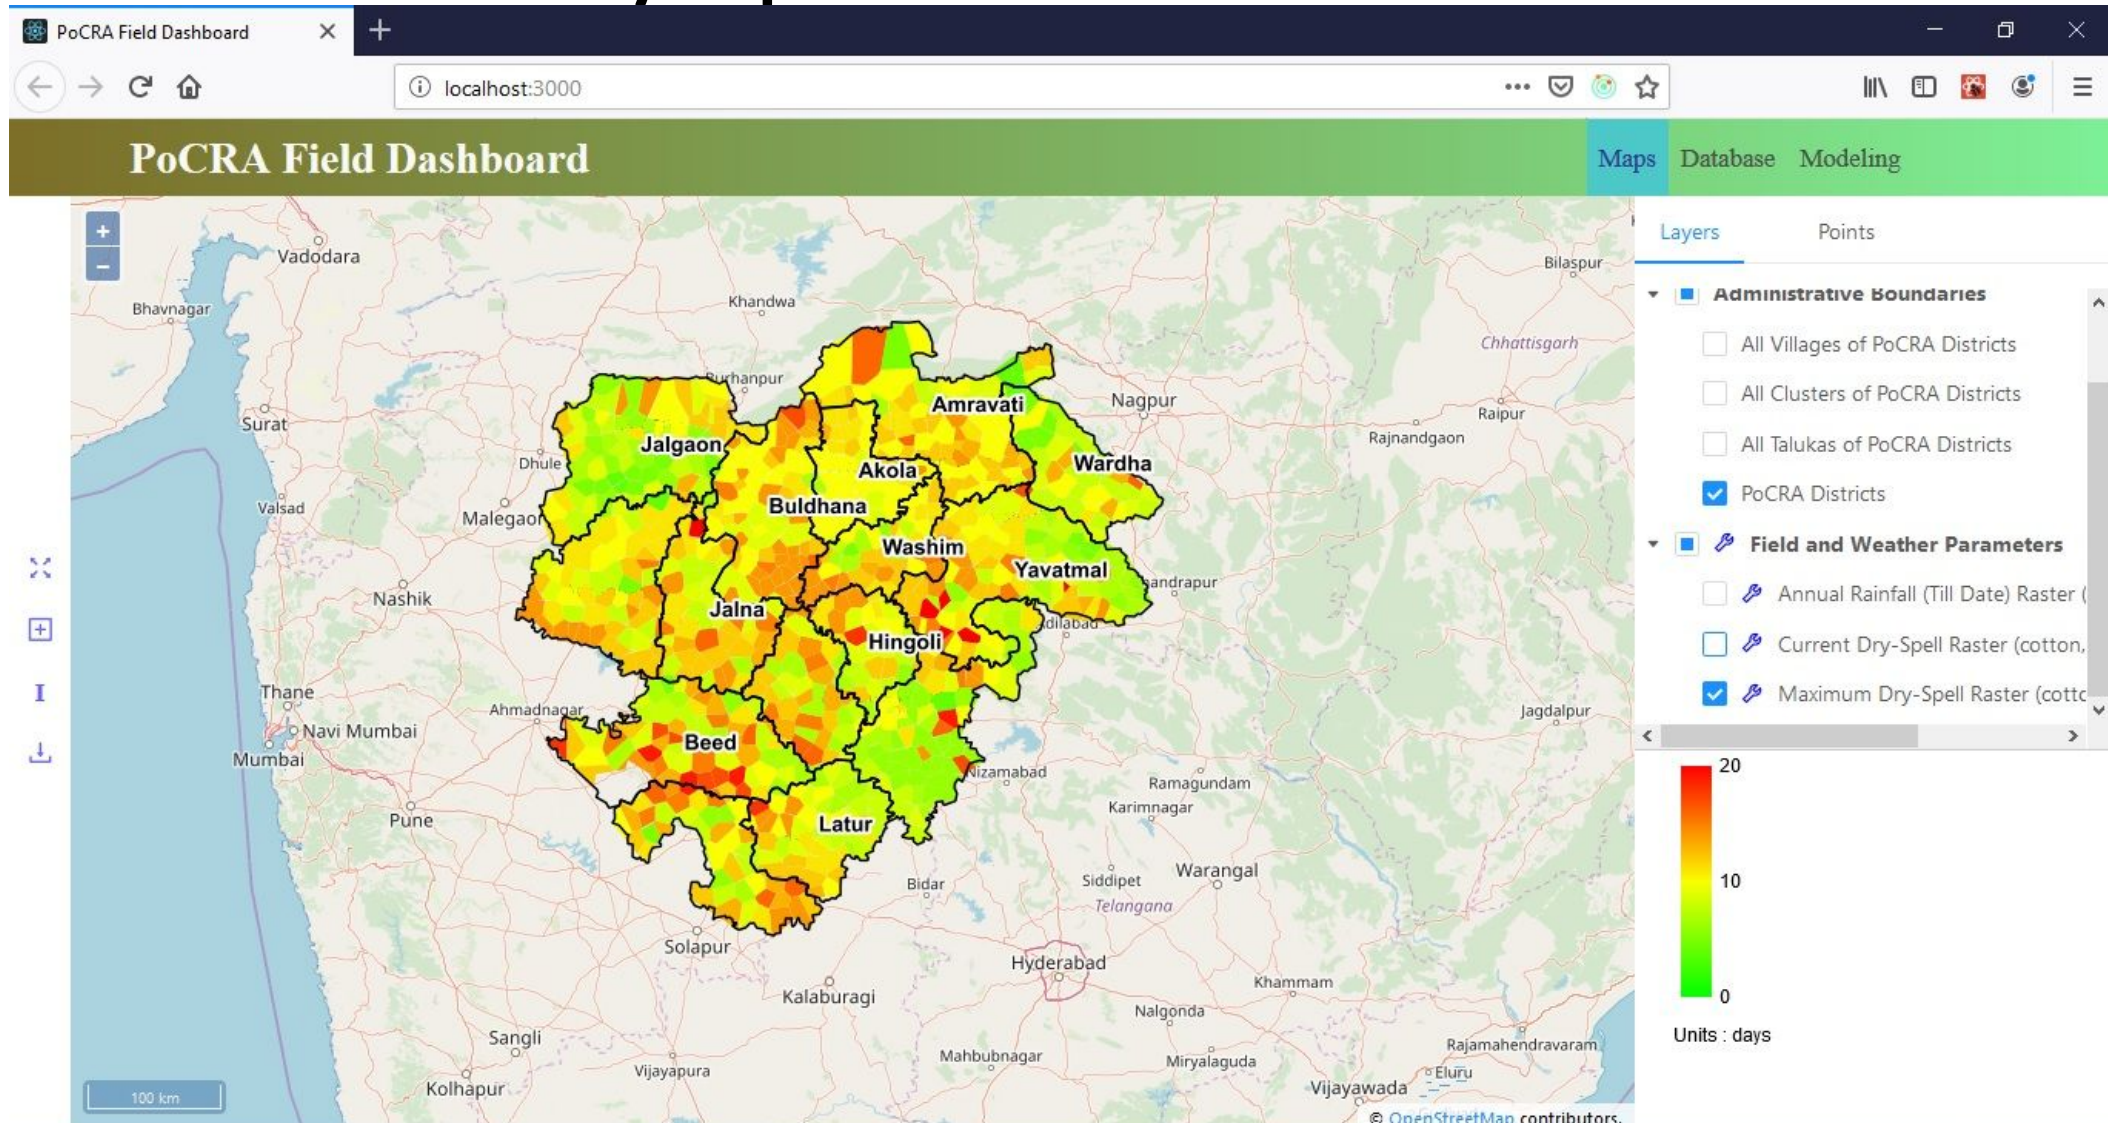 PoCRA Field Dashboard
localhost:3000
PoCRA Field Dashboard
Maps Database Modeling
+
−
Layers Points
Administrative Boundaries
All Villages of PoCRA Districts
All Clusters of PoCRA Districts
All Talukas of PoCRA Districts
PoCRA Districts
Field and Weather Parameters
Annual Rainfall (Till Date) Raster (
Current Dry-Spell Raster (cotton,
Maximum Dry-Spell Raster (cottc
20
10
0
Units : days
Vadodara
Bilaspur
Bhavnagar
Khandwa
Chhattisgarh
Burhanpur
Nagpur
Amravati
Raipur
Surat
Rajnandgaon
Jalgaon
Dhule
Akola
Wardha
Valsad
Buldhana
Malegaon
Washim
Yavatmal
andrapur
Nashik
Jalna
Adilabad
Hingoli
Thane
Ahmadnagar
Jagdalpur
Navi Mumbai
Beed
Mumbai
Nizamabad
Ramagundam
Karimnagar
Pune
Latur
Siddipet
Warangal
Bidar
Telangana
Solapur
Hyderabad
Khammam
Kalaburagi
Nalgonda
Sangli
Mahbubnagar
Miryalaguda
Rajamahendravaram
Vijayapura
Eluru
Kolhapur
Vijayawada
100 km
© OpenStreetMap contributors.